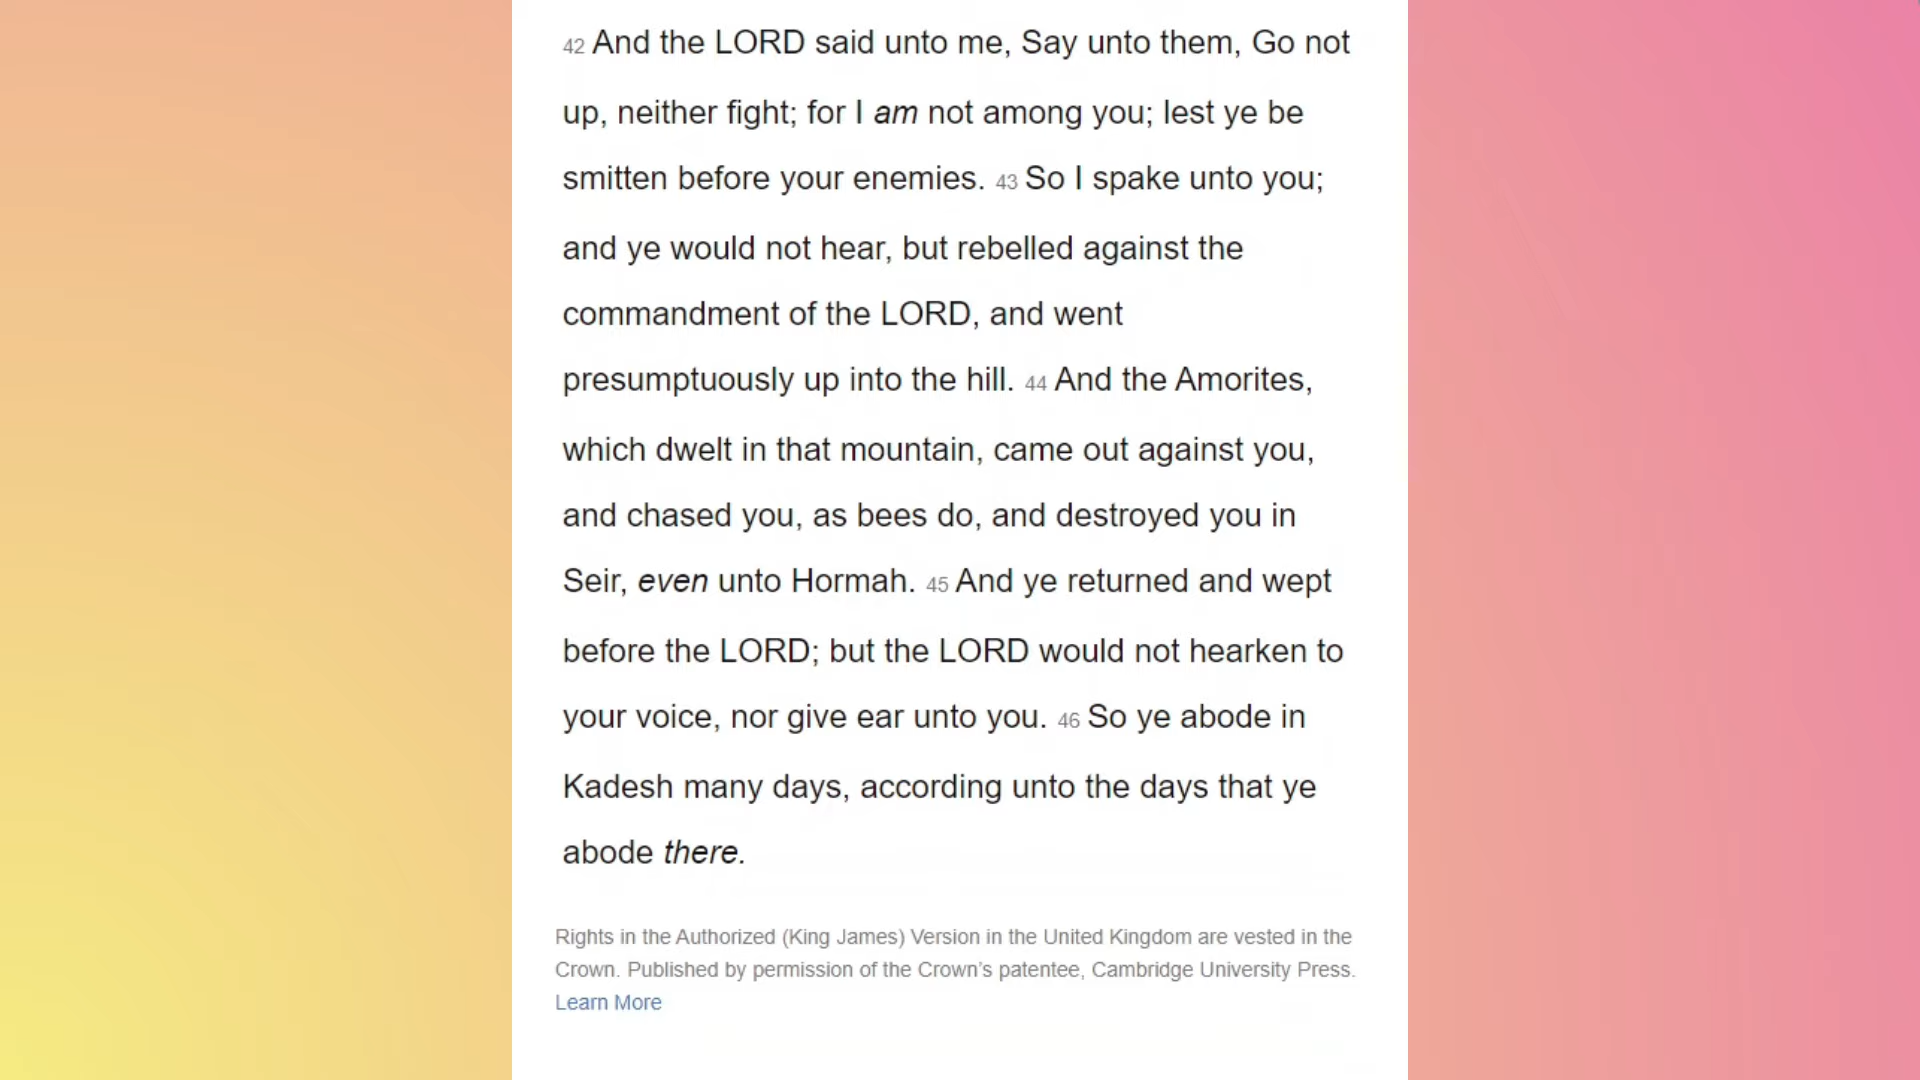 42 And the LORD said unto me, Say unto them, Go not
up, neither fight; for I am not among you; lest ye be
smitten before your enemies. 43 So I spake unto you;
and ye would not hear, but rebelled against the
commandment of the LORD, and went
presumptuously up into the hill. 44 And the Amorites,
which dwelt in that mountain, came out against you,
and chased you, as bees do, and destroyed you in
Seir, even unto Hormah. 45 And ye returned and wept
before the LORD; but the LORD would not hearken to
your voice, nor give ear unto you. 46 So ye abode in
Kadesh many days, according unto the days that ye
abode there.
Rights in the Authorized (King James) Version in the United Kingdom are vested in the
Crown. Published by permission of the Crown’s patentee, Cambridge University Press.
Learn More